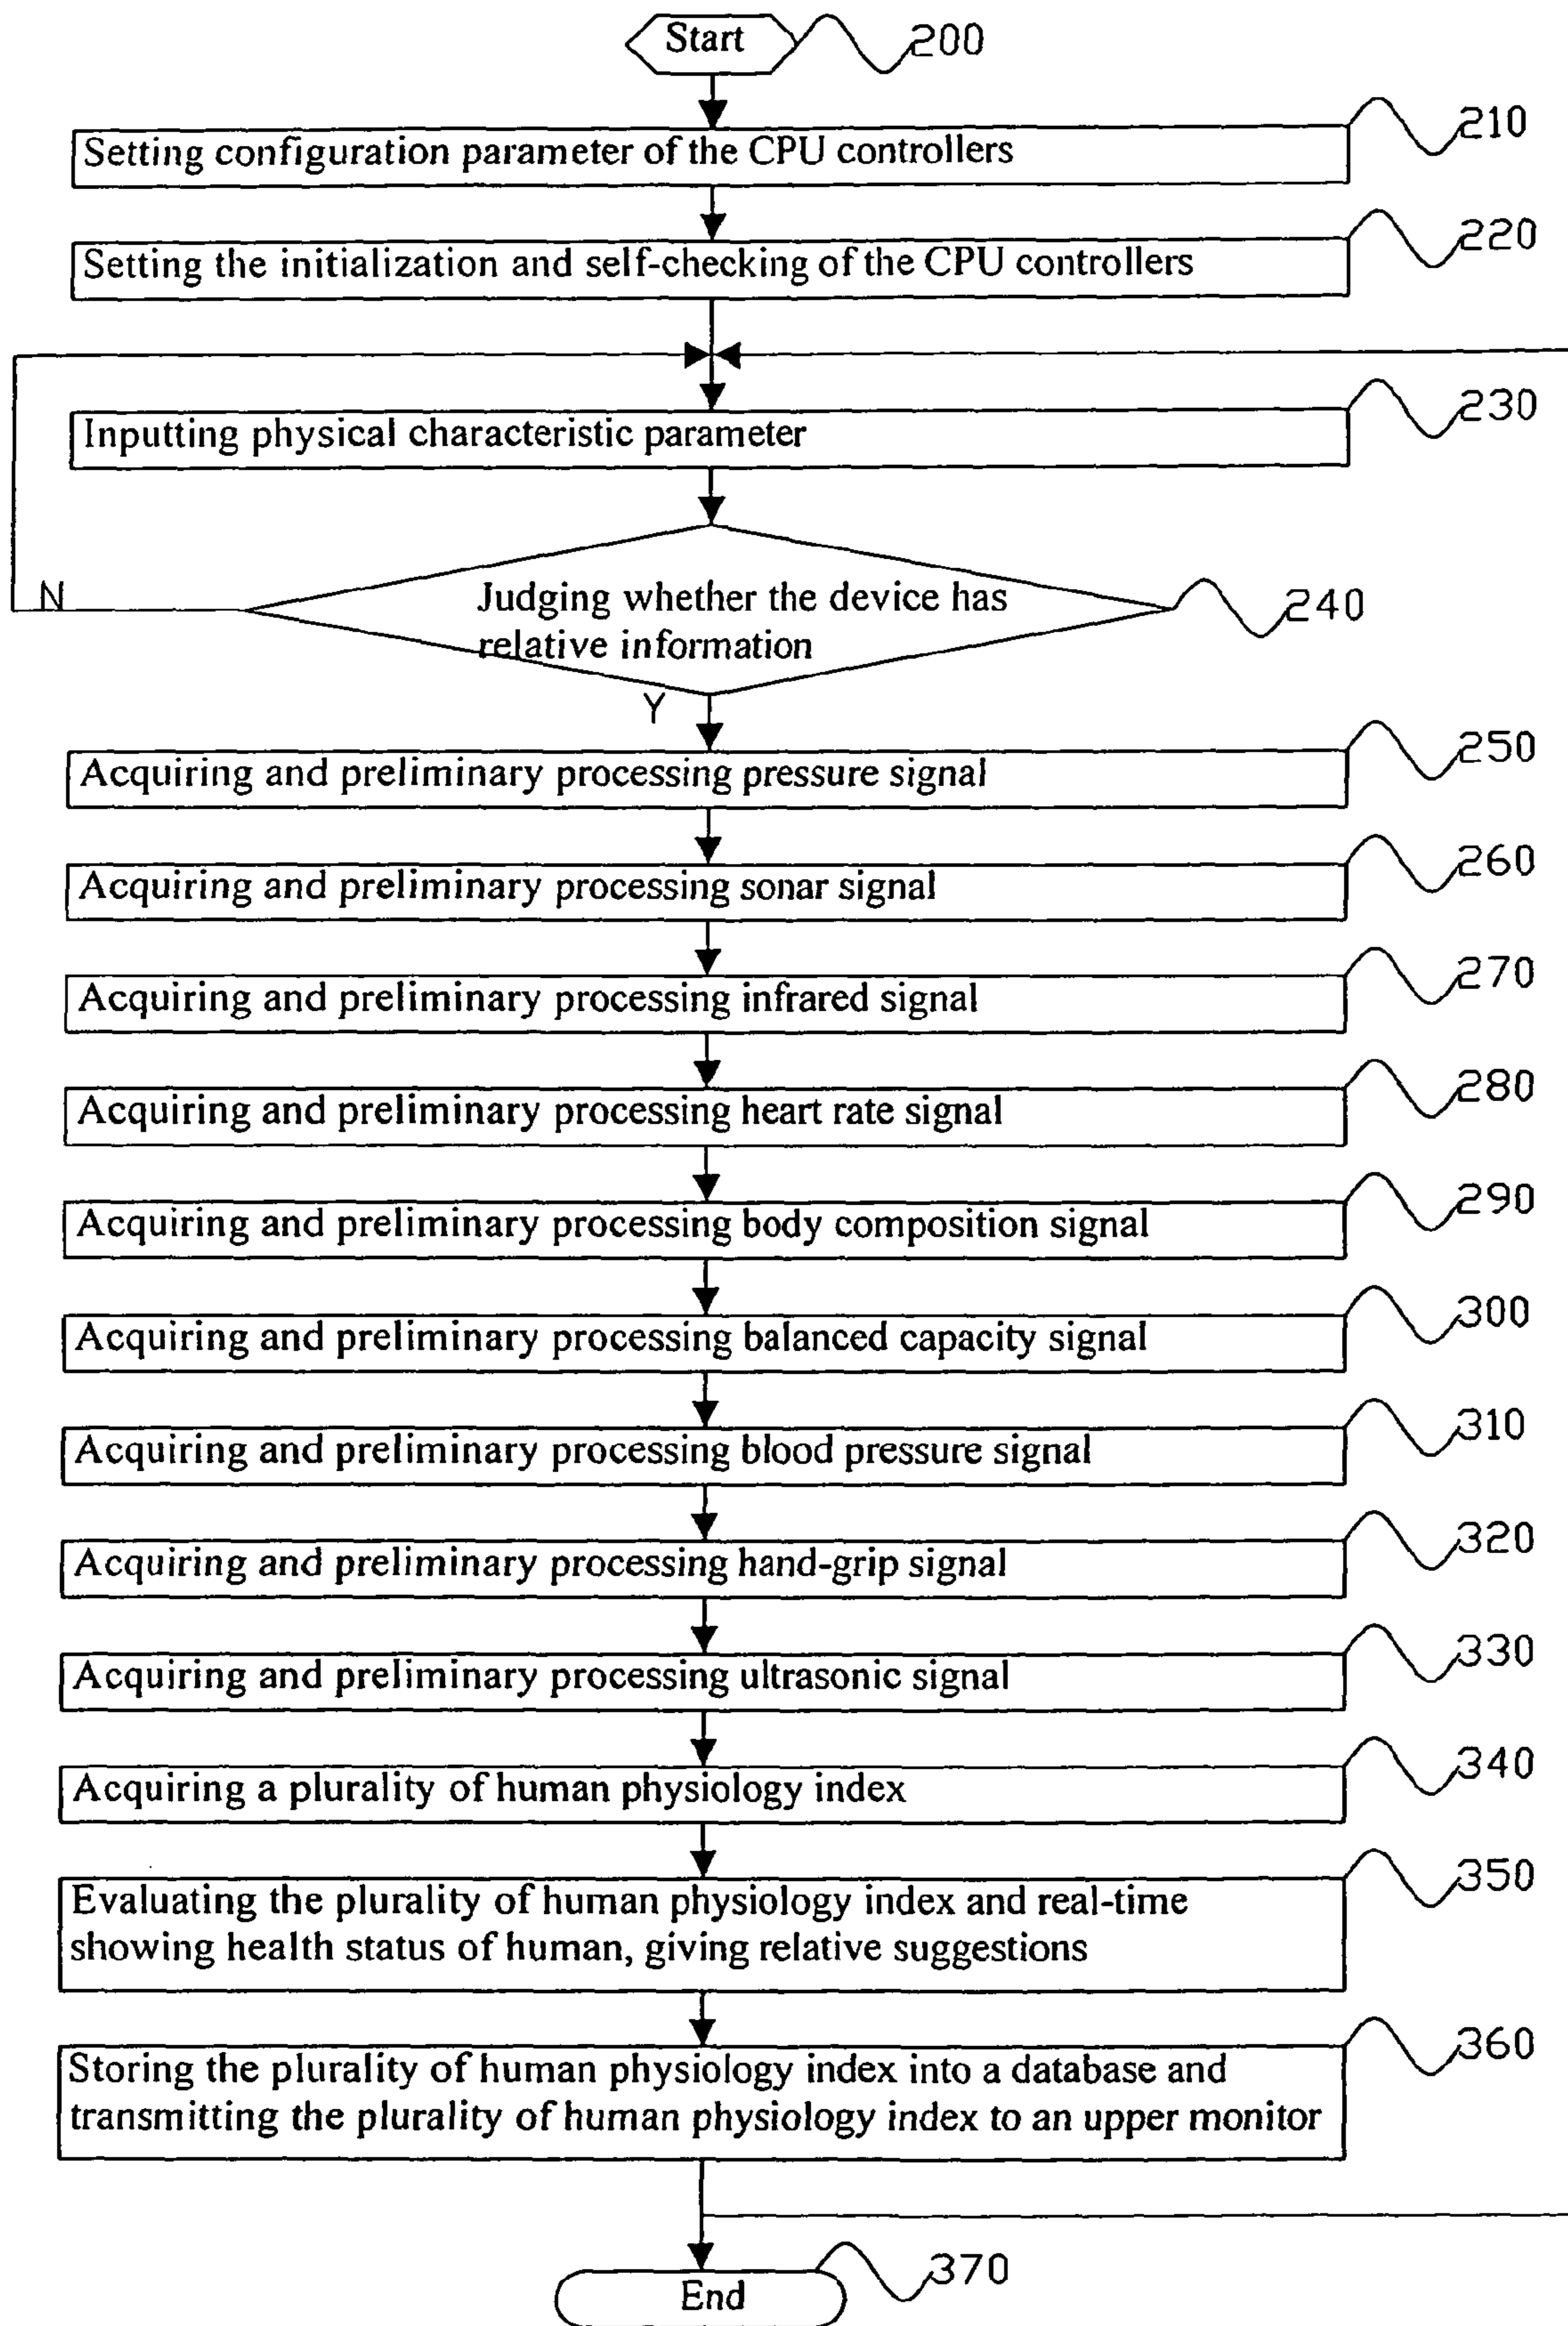 Start
200
210
Setting configuration parameter of the CPU controllers
220
Setting the initialization and self-checking of the CPU controllers
230
Inputting physical characteristic parameter
N
Judging whether the device has
relative information
240
Y
250
Acquiring and preliminary processing pressure signal
260
Acquiring and preliminary processing sonar signal
270
Acquiring and preliminary processing infrared signal
280
Acquiring and preliminary processing heart rate signal
290
Acquiring and preliminary processing body composition signal
300
Acquiring and preliminary processing balanced capacity signal
310
Acquiring and preliminary processing blood pressure signal
320
Acquiring and preliminary processing hand-grip signal
330
Acquiring and preliminary processing ultrasonic signal
340
Acquiring a plurality of human physiology index
350
Evaluating the plurality of human physiology index and real-time
showing health status of human, giving relative suggestions
360
Storing the plurality of human physiology index into a database and
transmitting the plurality of human physiology index to an upper monitor
370
End